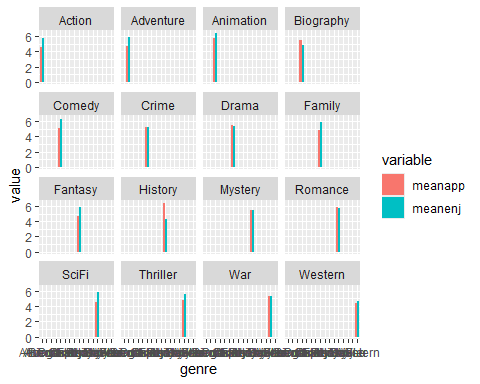 Action Adventure Animation Biography
6
4
2
0
Comedy Crime Drama Family
6
4
2
0
variable
meanapp
meanenj
value
Fantasy History Mystery Romance
6
4
2
0
SciFi Thriller War Western
6
4
2
0
genre